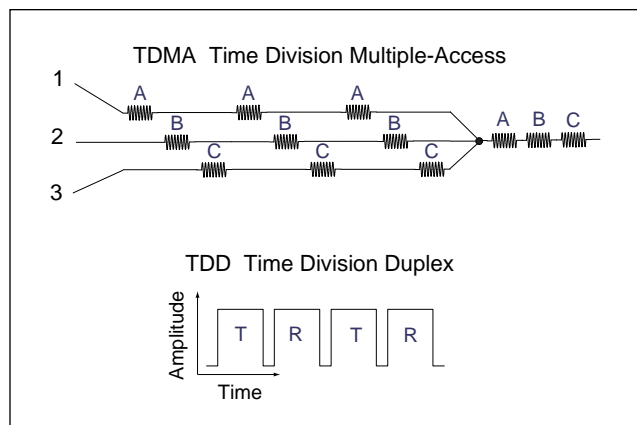 TDMA Time Division Multiple-Access
1
A A A
A B C
2
B B B
3
C C C
TDD Time Division Duplex
Amplitude
T R T R
Time